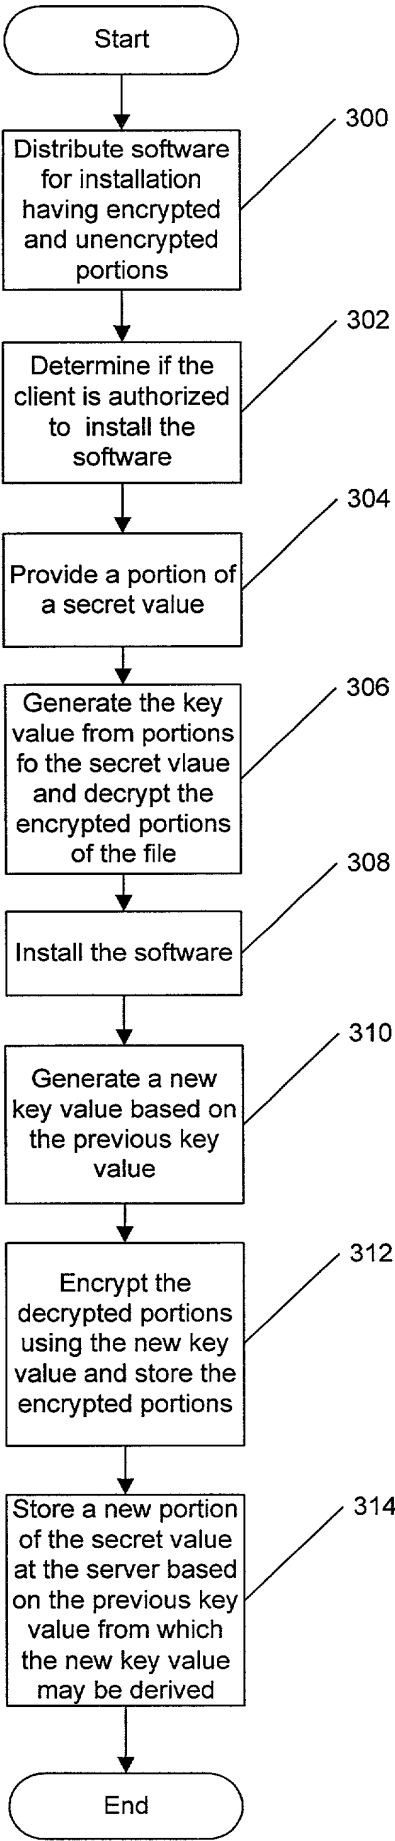 Start
300
Distribute software
for installation
having encrypted
and unencrypted
portions
302
Determine if the
client is authorized
to install the
software
304
Provide a portion of
a secret value
306
Generate the key
value from portions
fo the secret vlaue
and decrypt the
encrypted portions
of the file
308
Install the software
310
Generate a new
key value based on
the previous key
value
312
Encrypt the
decrypted portions
using the new key
value and store the
encrypted portions
314
Store a new portion
of the secret value
at the server based
on the previous key
value from which
the new key value
may be derived
End